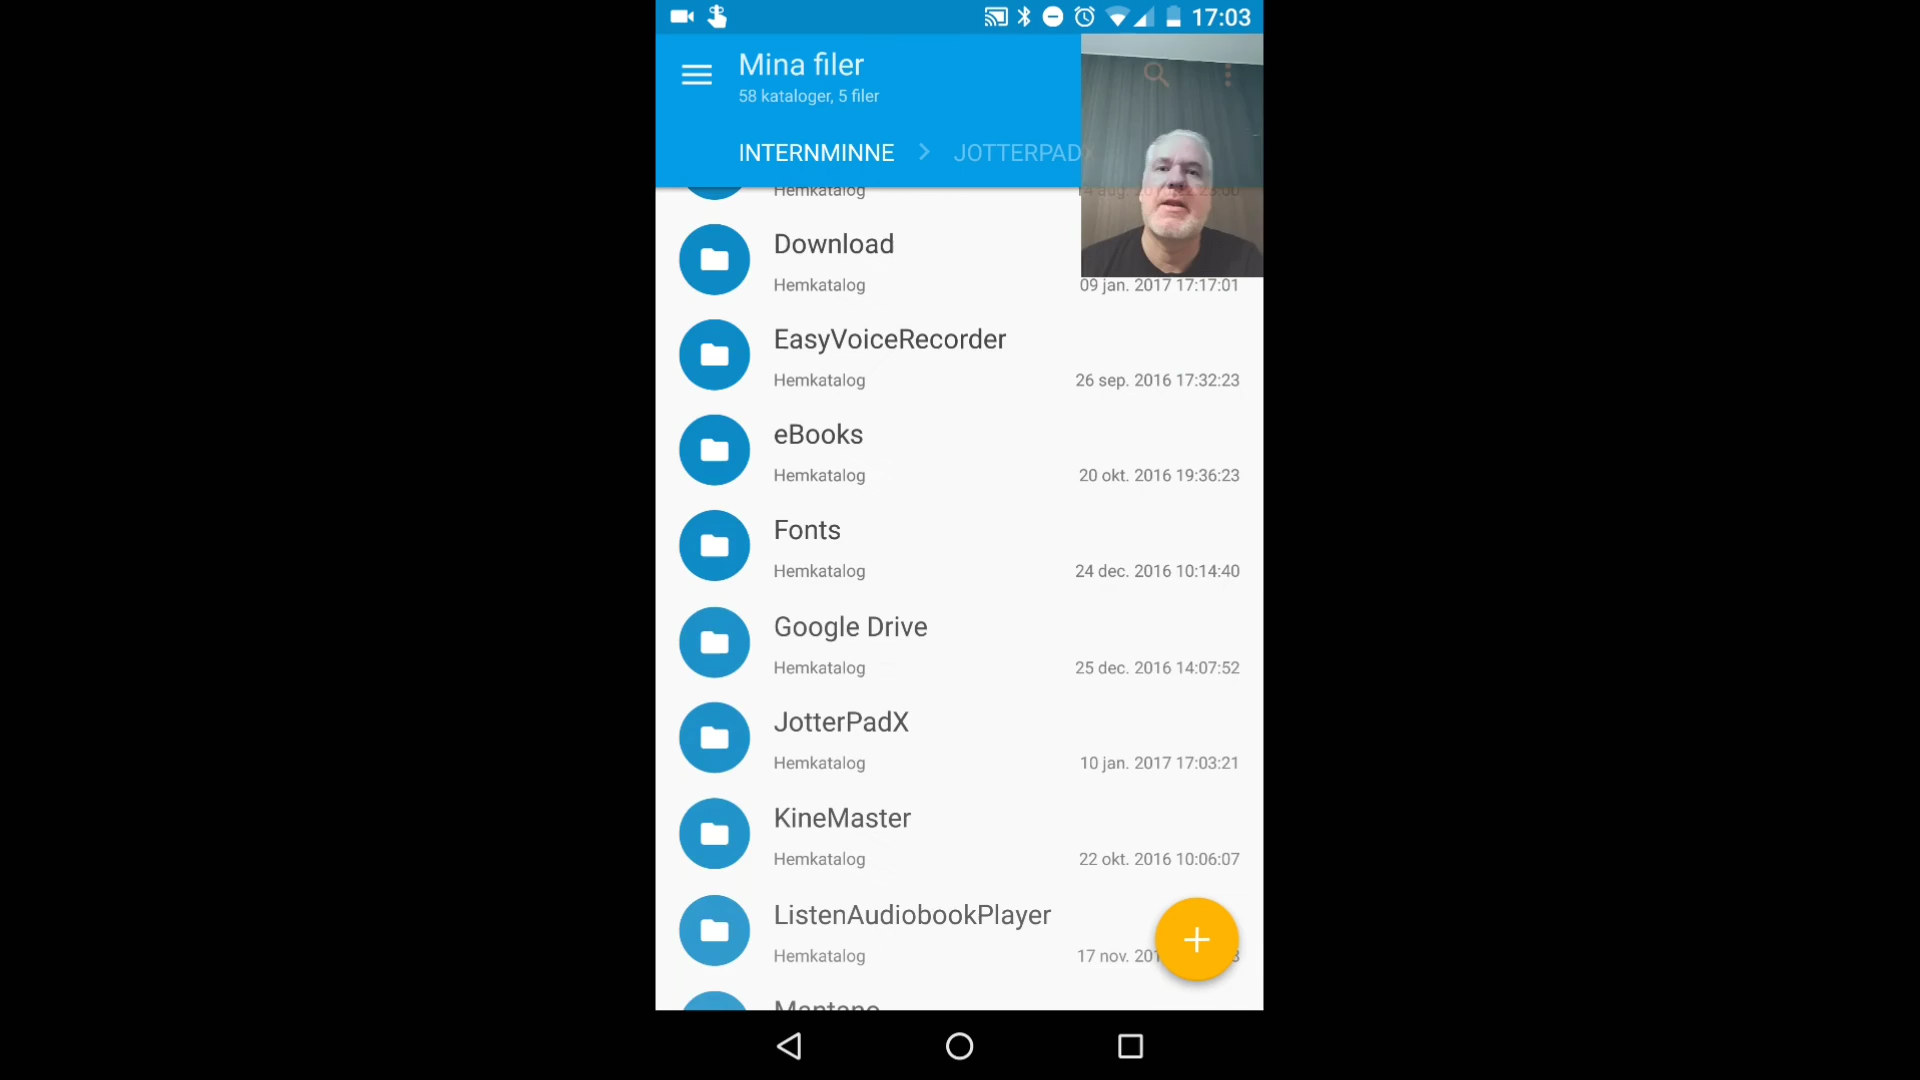 17:03
Mina filer
58 kataloger, 5 filer
INTERNMINNE > JOTTERPADX
Hemkatalog
Download
Hemkatalog 09 jan. 2017 17:17:01
EasyVoiceRecorder
Hemkatalog 26 sep. 2016 17:32:23
eBooks
Hemkatalog 20 okt. 2016 19:36:23
Fonts
Hemkatalog 24 dec. 2016 10:14:40
Google Drive
Hemkatalog 25 dec. 2016 14:07:52
JotterPadX
Hemkatalog 10 jan. 2017 17:03:21
KineMaster
Hemkatalog 22 okt. 2016 10:06:07
ListenAudiobookPlayer
Hemkatalog 17 nov.